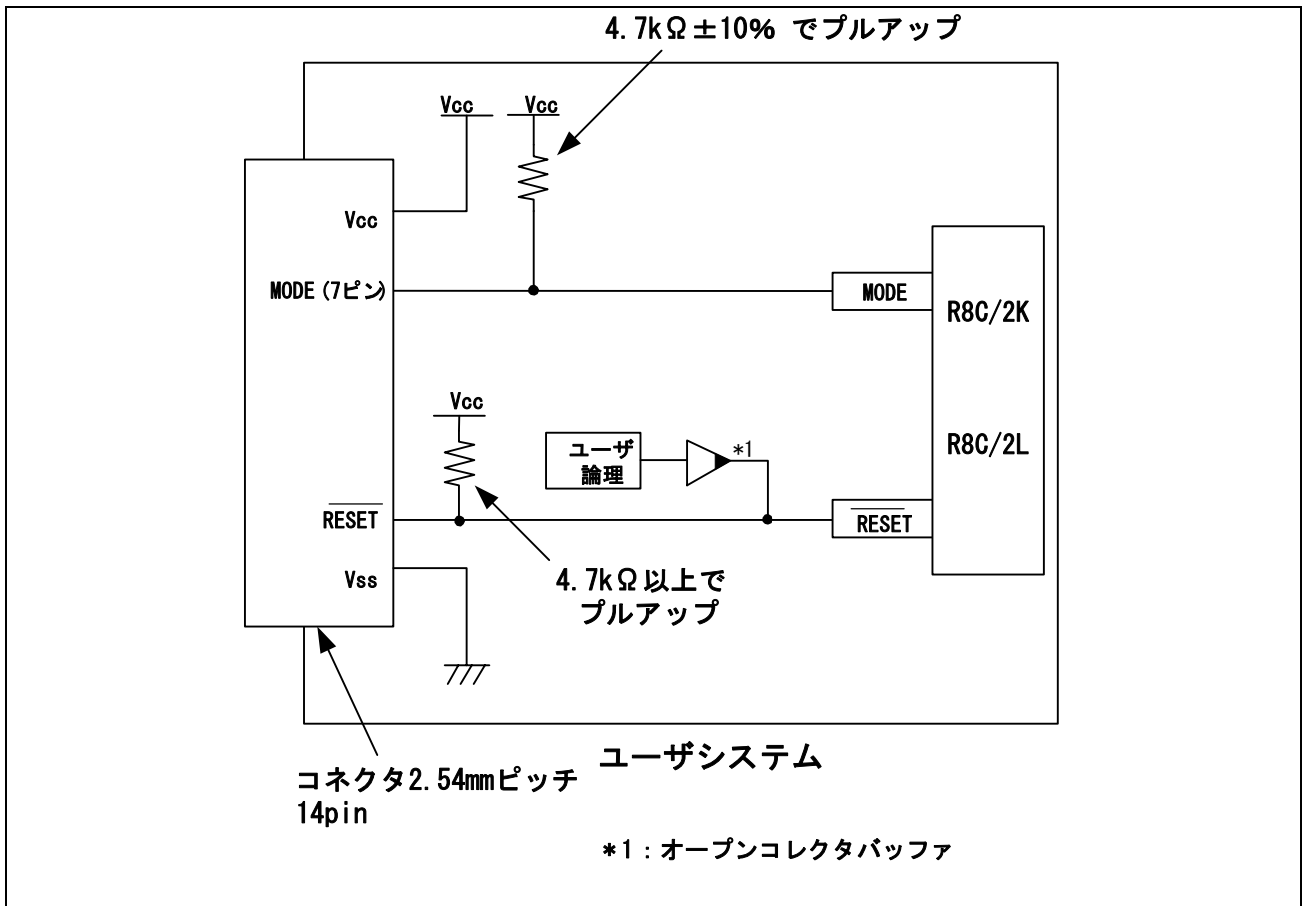 4.7kΩ±10% でプルアップ
Vcc
Vcc
Vcc
MODE(7ピン)
MODE
R8C/2K
Vcc
ユーザ
論理
*1
R8C/2L
RESET
RESET
4.7kΩ以上で
プルアップ
Vss
ユーザシステム
コネクタ2.54mmピッチ
14pin
*1:オープンコレクタバッファ